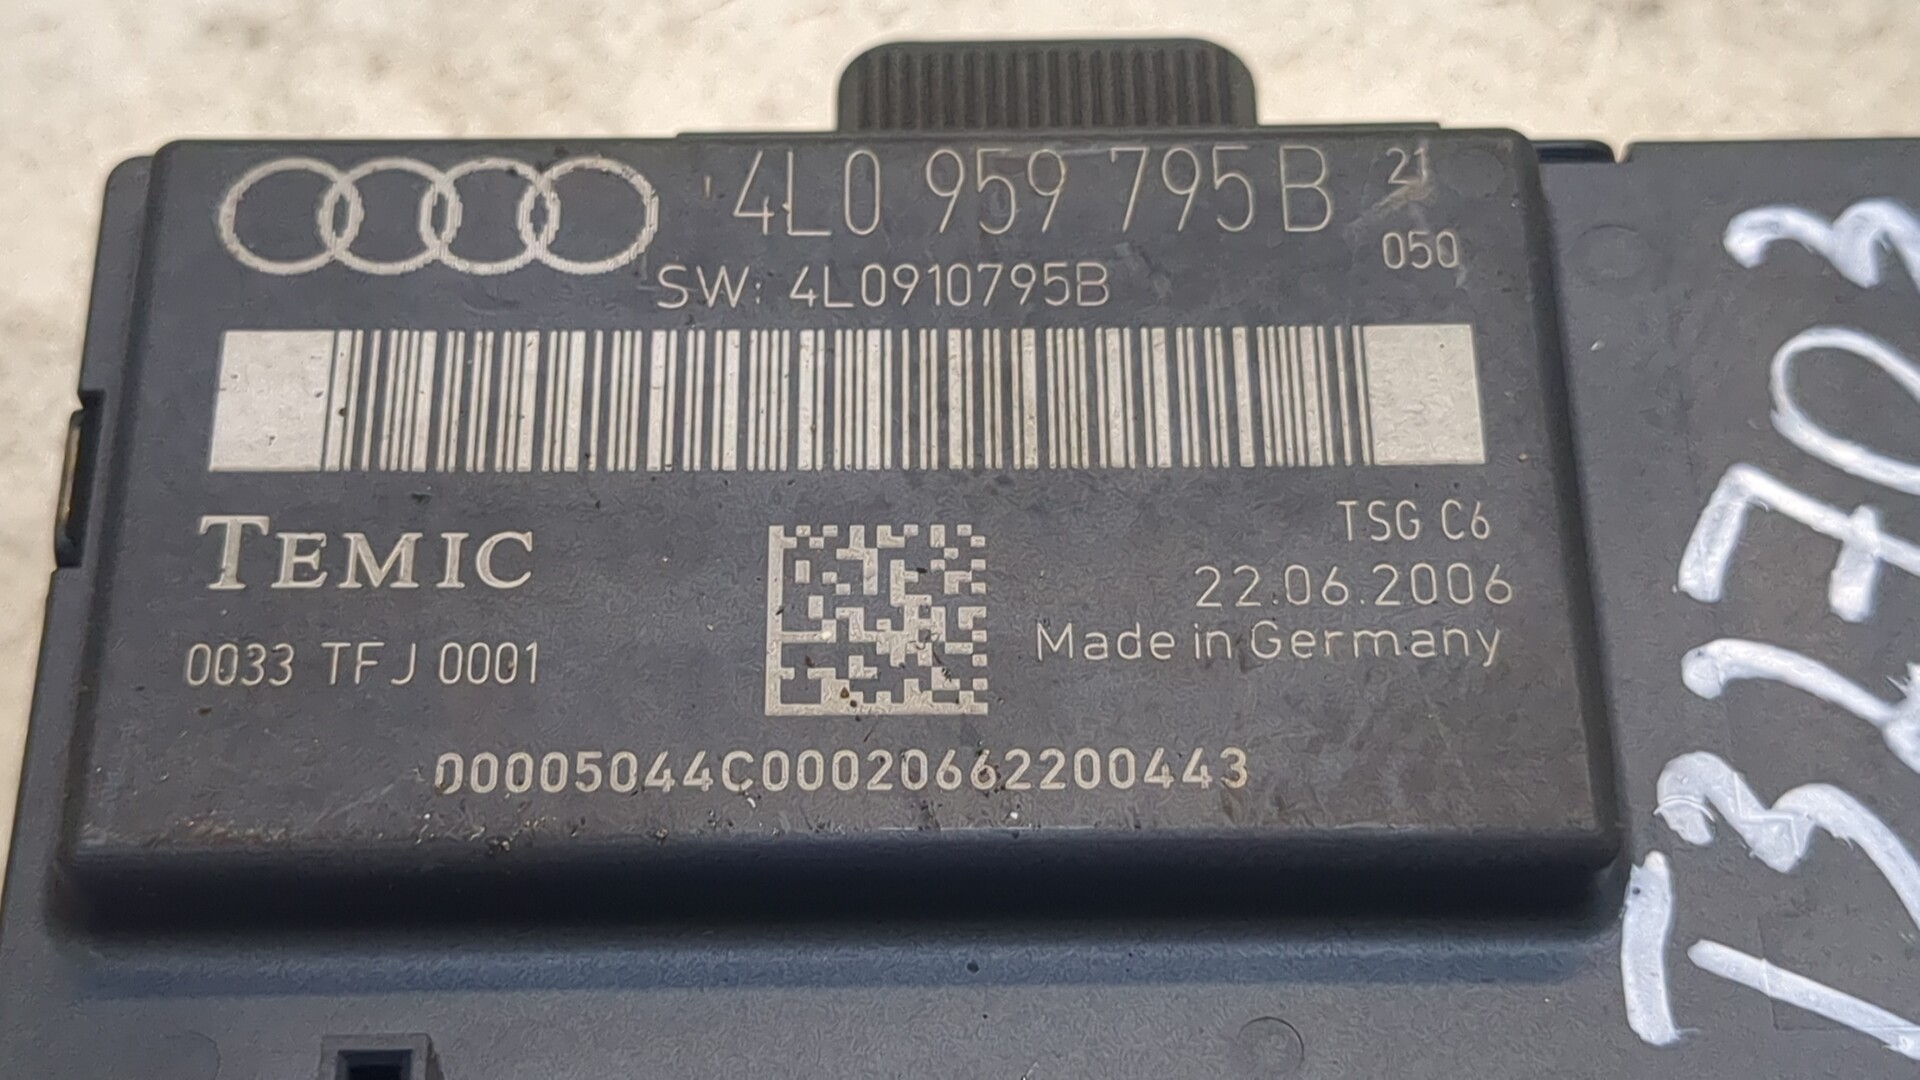 4L0 959 795 B 21
050
SW: 4L0910795B
TEMIC
0033 TFJ 0001
TSG C6
22.06.2006
Made in Germany
00005044C00020662200443